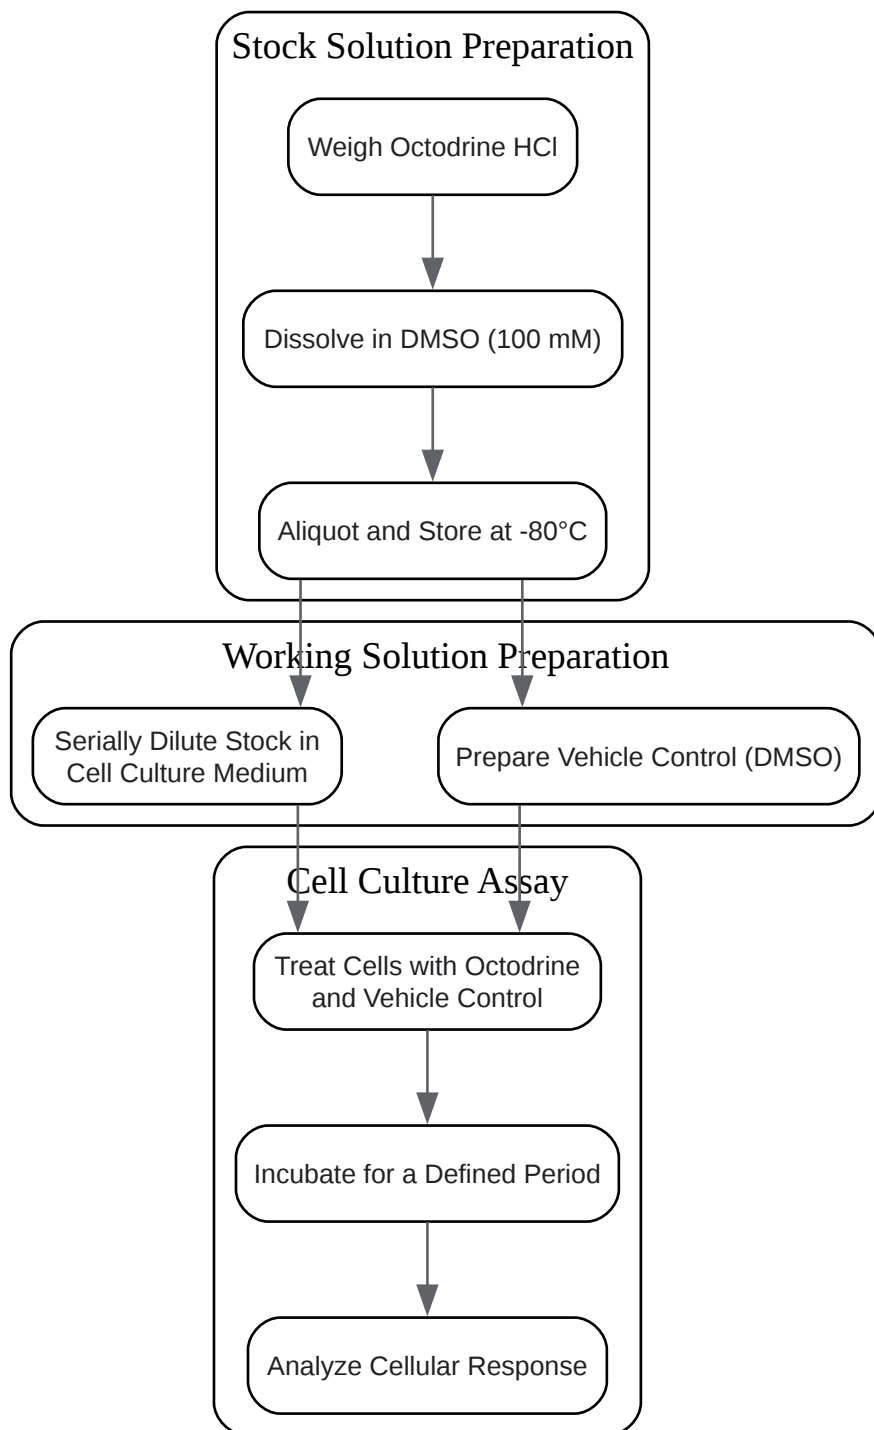 Stock Solution Preparation
Weigh Octodrine HCl
Dissolve in DMSO (100 mM)
Aliquot and Store at -80°C
Working Solution Preparation
Serially Dilute Stock in
Cell Culture Medium
Prepare Vehicle Control (DMSO)
Cell Culture Assay
Treat Cells with Octodrine
and Vehicle Control
Incubate for a Defined Period
Analyze Cellular Response